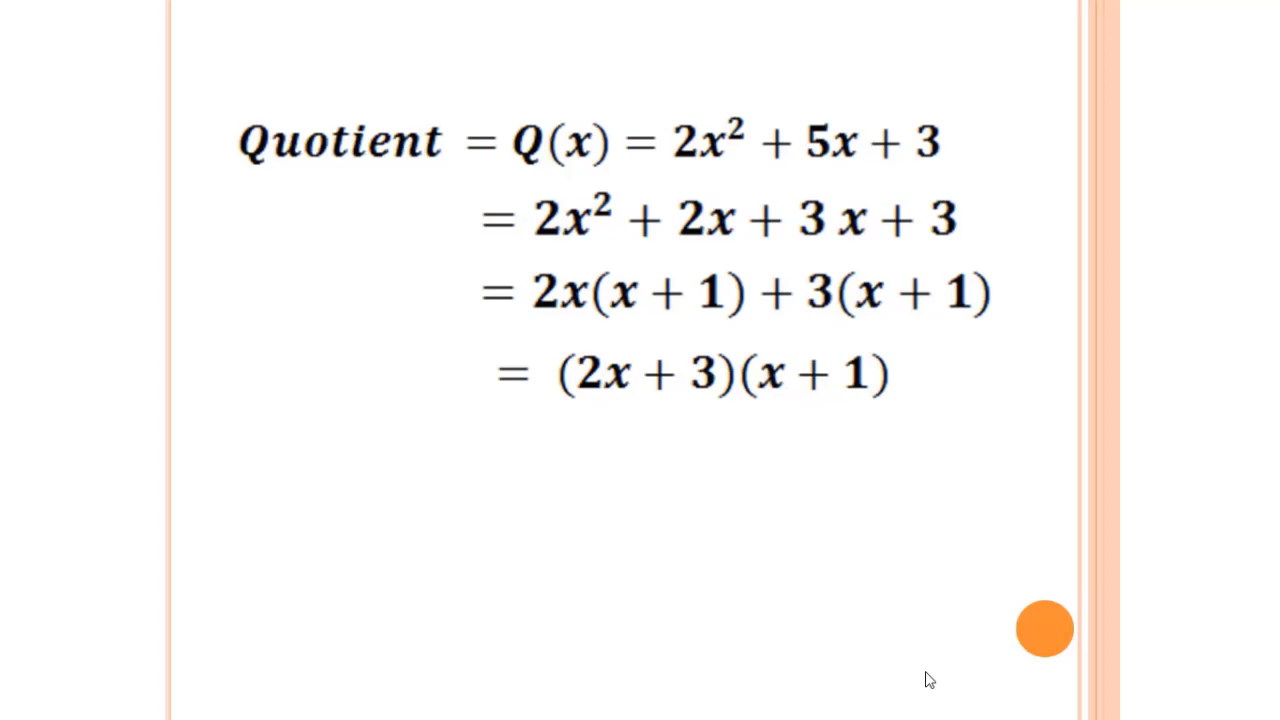 Quotient = Q(x) = 2x² + 5x + 3
= 2x² + 2x + 3 x + 3
= 2x(x + 1) + 3(x + 1)
= (2x + 3)(x + 1)